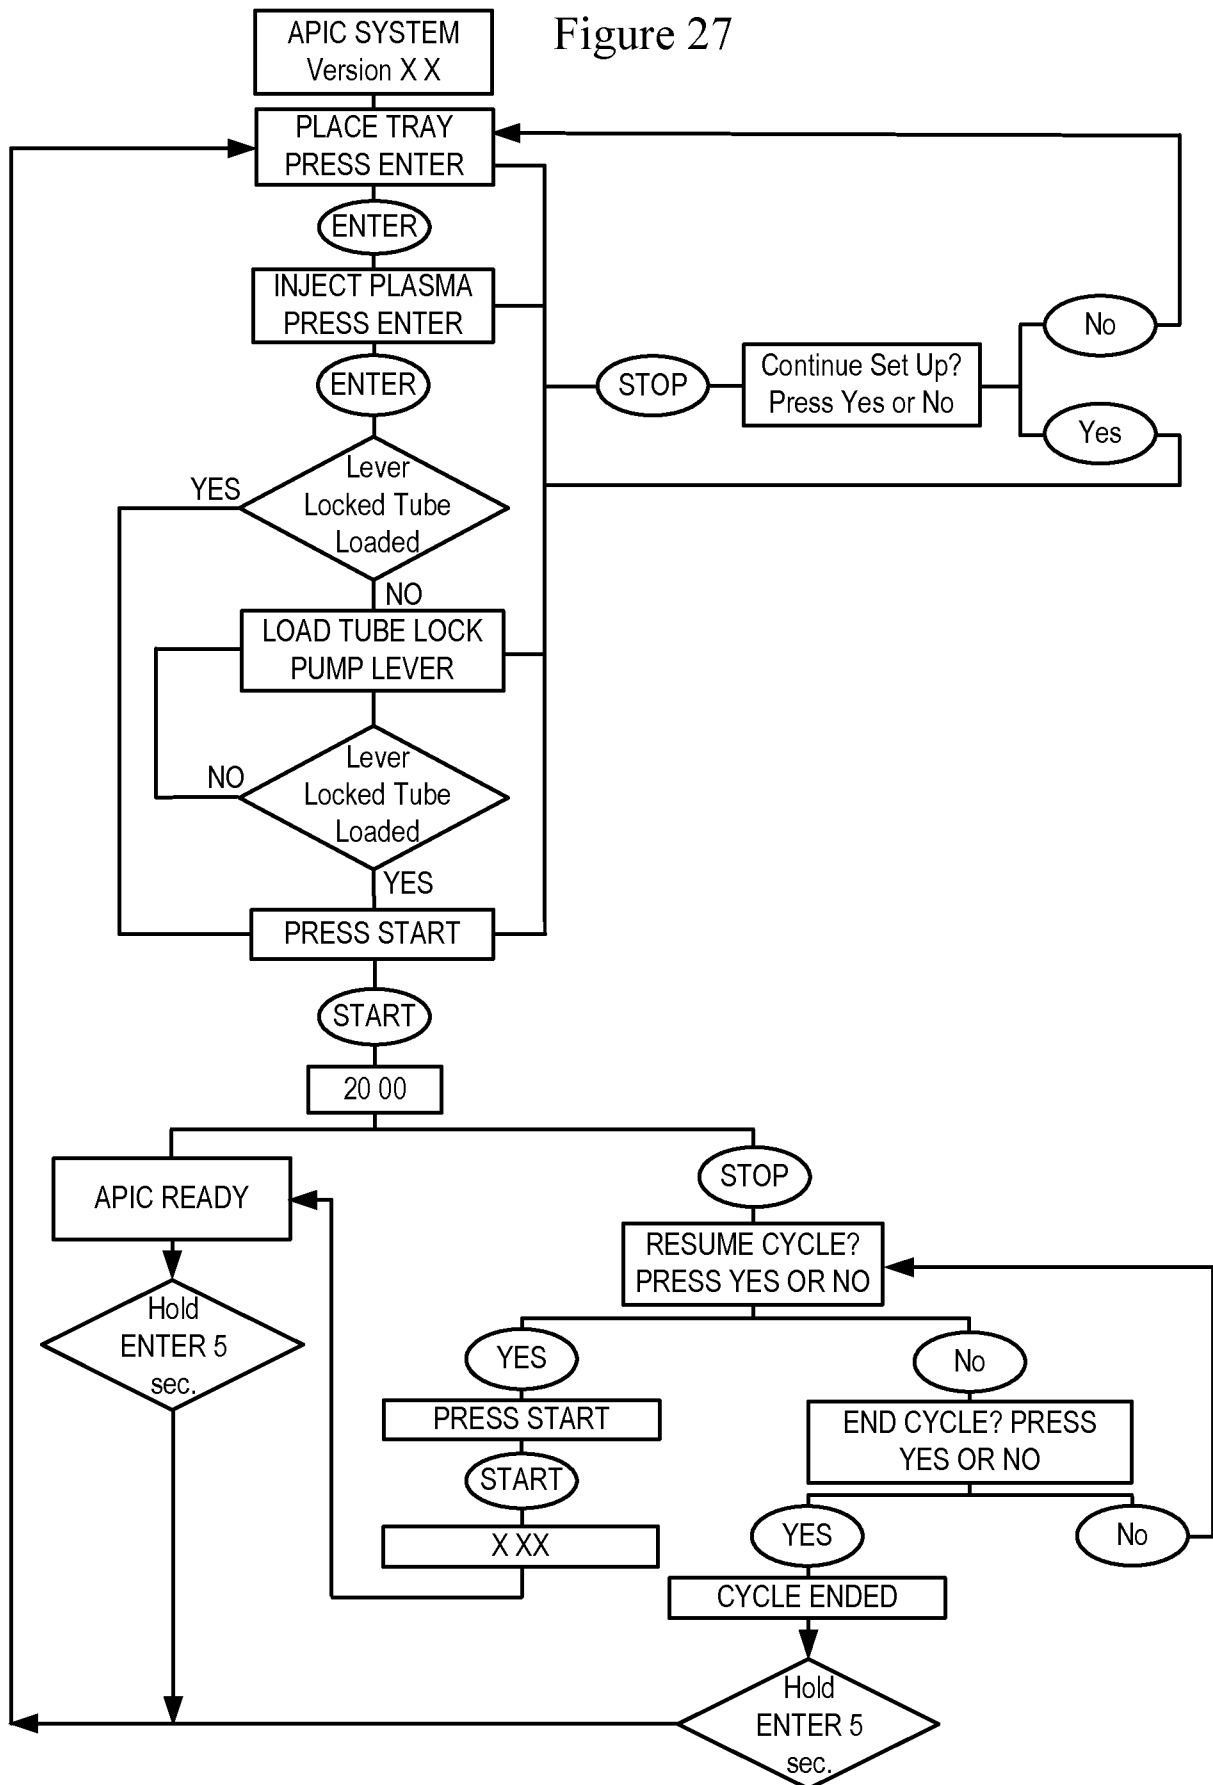 Figure 27
APIC SYSTEM
Version X X
PLACE TRAY
PRESS ENTER
ENTER
INJECT PLASMA
PRESS ENTER
ENTER
STOP
Continue Set Up?
Press Yes or No
No
Yes
Lever
Locked Tube
Loaded
YES
NO
LOAD TUBE LOCK
PUMP LEVER
Lever
Locked Tube
Loaded
NO
YES
PRESS START
START
20 00
APIC READY
Hold
ENTER 5
sec.
STOP
RESUME CYCLE?
PRESS YES OR NO
YES
PRESS START
START
X XX
No
END CYCLE? PRESS
YES OR NO
YES
No
CYCLE ENDED
Hold
ENTER 5
sec.